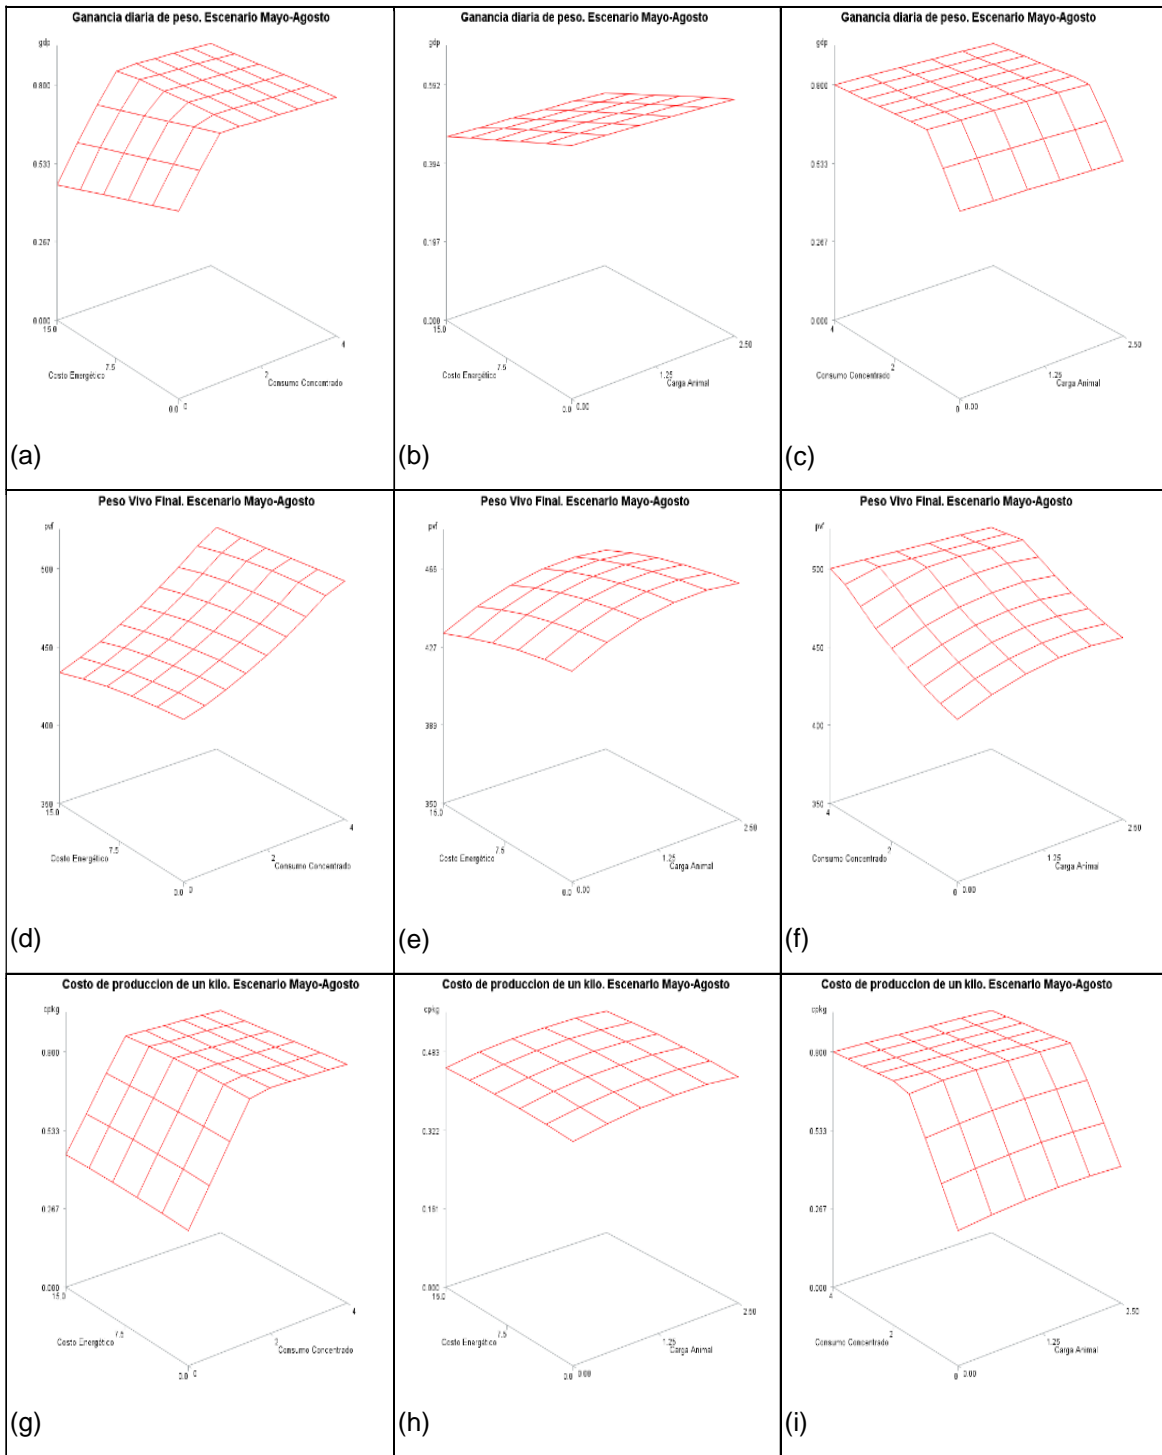 Ganancia diaria de peso. Escenario Mayo-Agosto
gdp
0.800
0.533
0.267
0.000
15.0
7.5
Costo Energético
0.0
0
2
Consumo Concentrado
4
(a)
Ganancia diaria de peso. Escenario Mayo-Agosto
gdp
0.592
0.394
0.197
0.000
15.0
7.5
Costo Energético
0.0
0.00
1.25
Carga Animal
2.50
(b)
Ganancia diaria de peso. Escenario Mayo-Agosto
gdp
0.800
0.533
0.267
0.000
4
2
Consumo Concentrado
0
0.00
1.25
Carga Animal
2.50
(c)
Peso Vivo Final. Escenario Mayo-Agosto
pvf
500
450
400
350
15.0
7.5
Costo Energético
0.0
0
2
Consumo Concentrado
4
(d)
Peso Vivo Final. Escenario Mayo-Agosto
pvf
465
427
389
350
15.0
7.5
Costo Energético
0.0
0.00
1.25
Carga Animal
2.50
(e)
Peso Vivo Final. Escenario Mayo-Agosto
pvf
500
450
400
350
4
2
Consumo Concentrado
0
0.00
1.25
Carga Animal
2.50
(f)
Costo de produccion de un kilo. Escenario Mayo-Agosto
cpkg
0.800
0.533
0.267
0.000
15.0
7.5
Costo Energético
0.0
0
2
Consumo Concentrado
4
(g)
Costo de produccion de un kilo. Escenario Mayo-Agosto
cpkg
0.483
0.322
0.161
0.000
15.0
7.5
Costo Energético
0.0
0.00
1.25
Carga Animal
2.50
(h)
Costo de produccion de un kilo. Escenario Mayo-Agosto
cpkg
0.800
0.533
0.267
0.000
4
2
Consumo Concentrado
0
0.00
1.25
Carga Animal
2.50
(i)